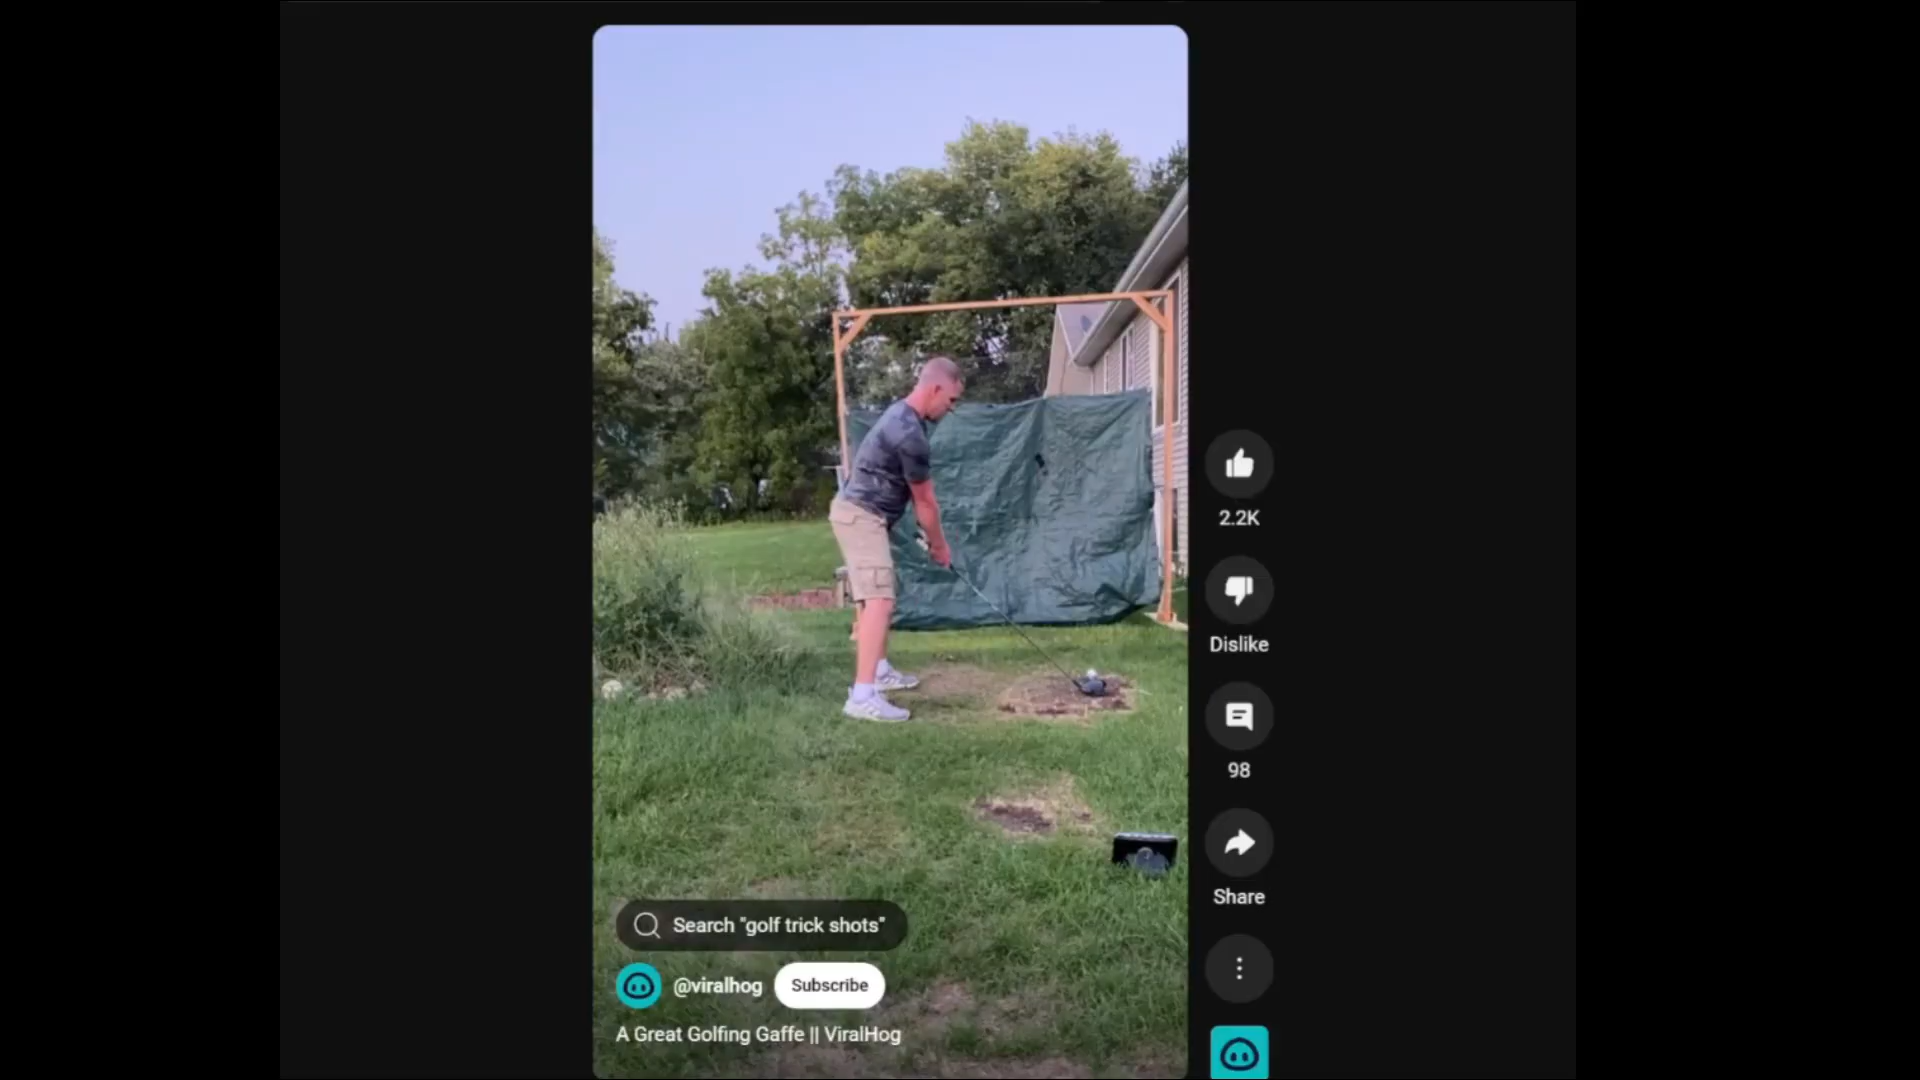 2.2K
Dislike
98
Share
Search "golf trick shots"
@viralhog Subscribe
A Great Golfing Gaffe || ViralHog